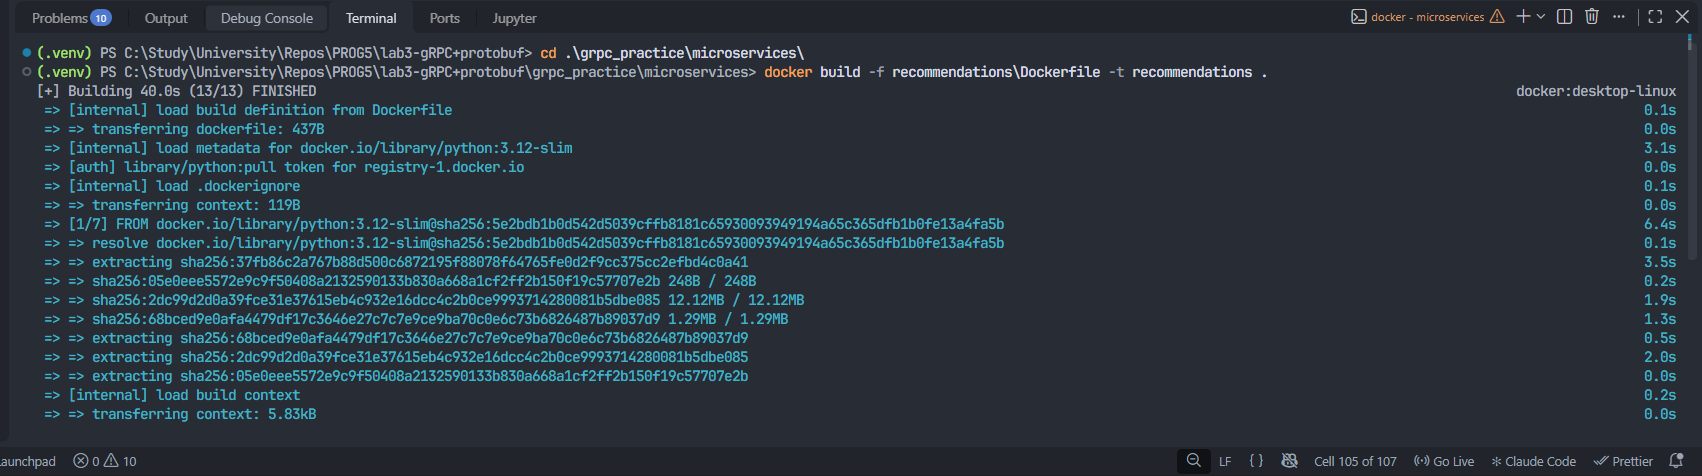 Problems 10 Output Debug Console Terminal Ports Jupyter docker - microservices
(.venv) PS C:\Study\University\Repos\PROG5\lab3-gRPC+protobuf> cd .\grpc_practice\microservices\
(.venv) PS C:\Study\University\Repos\PROG5\lab3-gRPC+protobuf\grpc_practice\microservices> docker build -f recommendations\Dockerfile -t recommendations .
[+] Building 40.0s (13/13) FINISHED docker:desktop-linux
=> [internal] load build definition from Dockerfile 0.1s
=> => transferring dockerfile: 437B 0.0s
=> [internal] load metadata for docker.io/library/python:3.12-slim 3.1s
=> [auth] library/python:pull token for registry-1.docker.io 0.0s
=> [internal] load .dockerignore 0.1s
=> => transferring context: 119B 0.0s
=> [1/7] FROM docker.io/library/python:3.12-slim@sha256:5e2bdb1b0d542d5039cffb8181c65930093949194a65c365dfb1b0fe13a4fa5b 6.4s
=> => resolve docker.io/library/python:3.12-slim@sha256:5e2bdb1b0d542d5039cffb8181c65930093949194a65c365dfb1b0fe13a4fa5b 0.1s
=> => extracting sha256:37fb86c2a767b88d500c6872195f88078f64765fe0d2f9cc375cc2efbd4c0a41 3.5s
=> => sha256:05e0eee5572e9c9f50408a2132590133b830a668a1cf2ff2b150f19c57707e2b 248B / 248B 0.2s
=> => sha256:2dc99d2d0a39fce31e37615eb4c932e16dcc4c2b0ce9993714280081b5dbe085 12.12MB / 12.12MB 1.9s
=> => sha256:68bced9e0afa4479df17c3646e27c7c7e9ce9ba70c0e6c73b6826487b89037d9 1.29MB / 1.29MB 1.3s
=> => extracting sha256:68bced9e0afa4479df17c3646e27c7c7e9ce9ba70c0e6c73b6826487b89037d9 0.5s
=> => extracting sha256:2dc99d2d0a39fce31e37615eb4c932e16dcc4c2b0ce9993714280081b5dbe085 2.0s
=> => extracting sha256:05e0eee5572e9c9f50408a2132590133b830a668a1cf2ff2b150f19c57707e2b 0.0s
=> [internal] load build context 0.2s
=> => transferring context: 5.83kB 0.0s
aunchpad 0 10 LF { } Cell 105 of 107 Go Live Claude Code Prettier